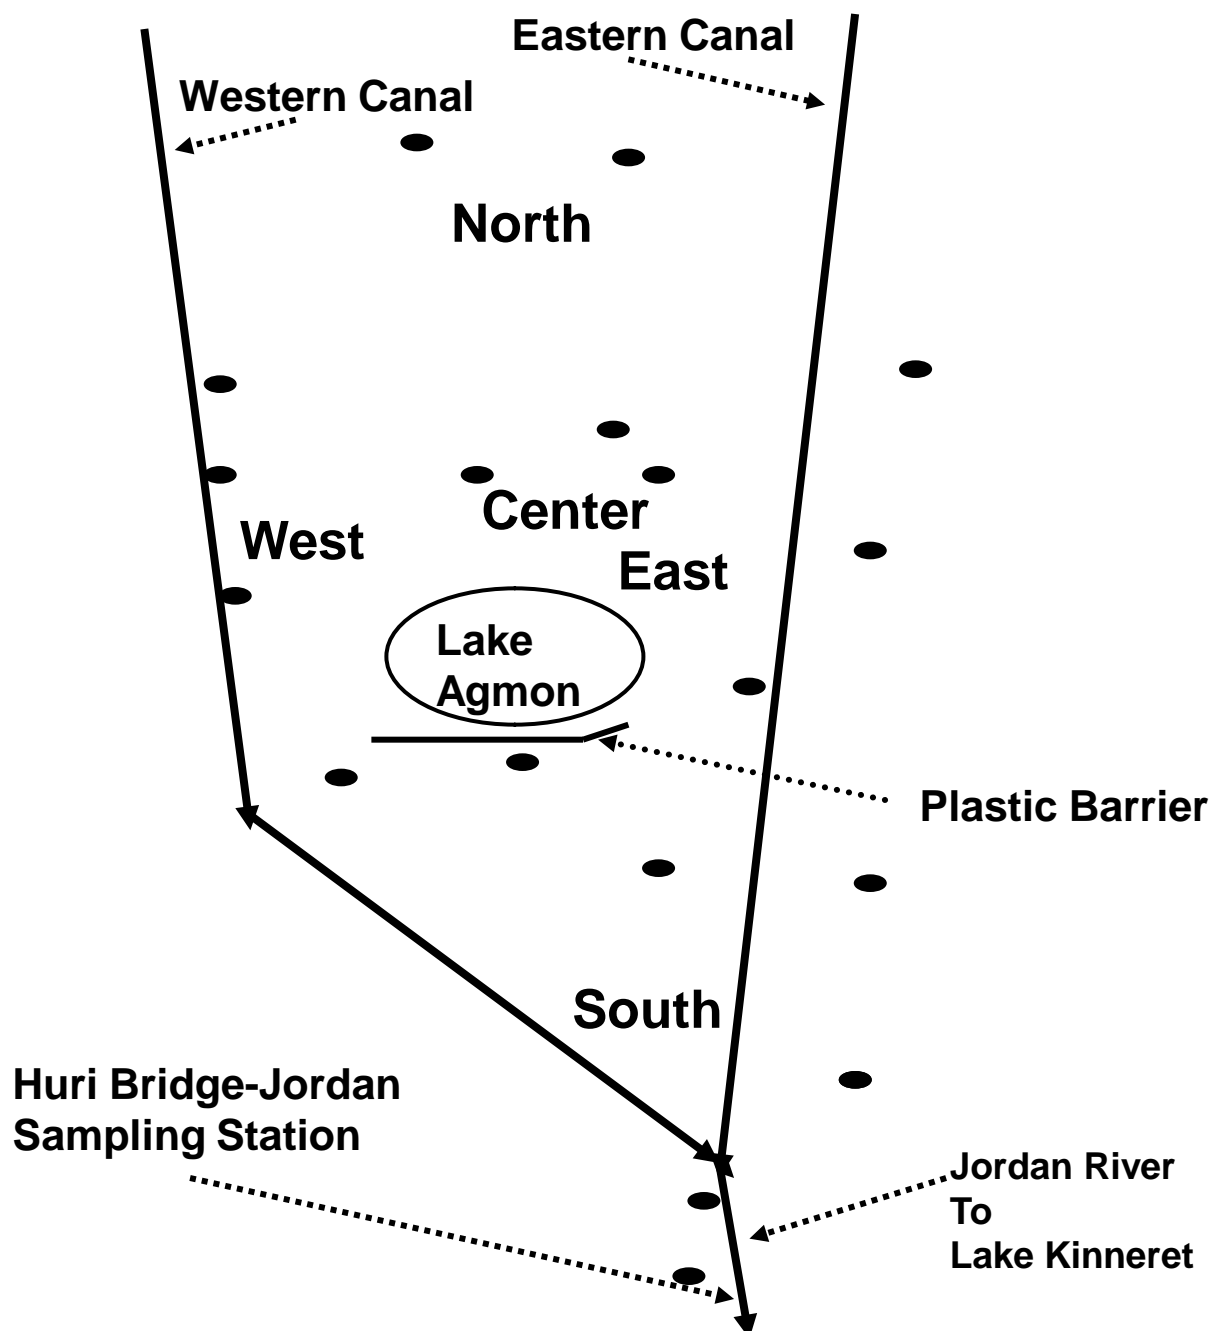 Eastern Canal
Western Canal
North
Center
West
East
Lake
Agmon
Plastic Barrier
South
Huri Bridge-Jordan
Sampling Station
Jordan River
To
Lake Kinneret